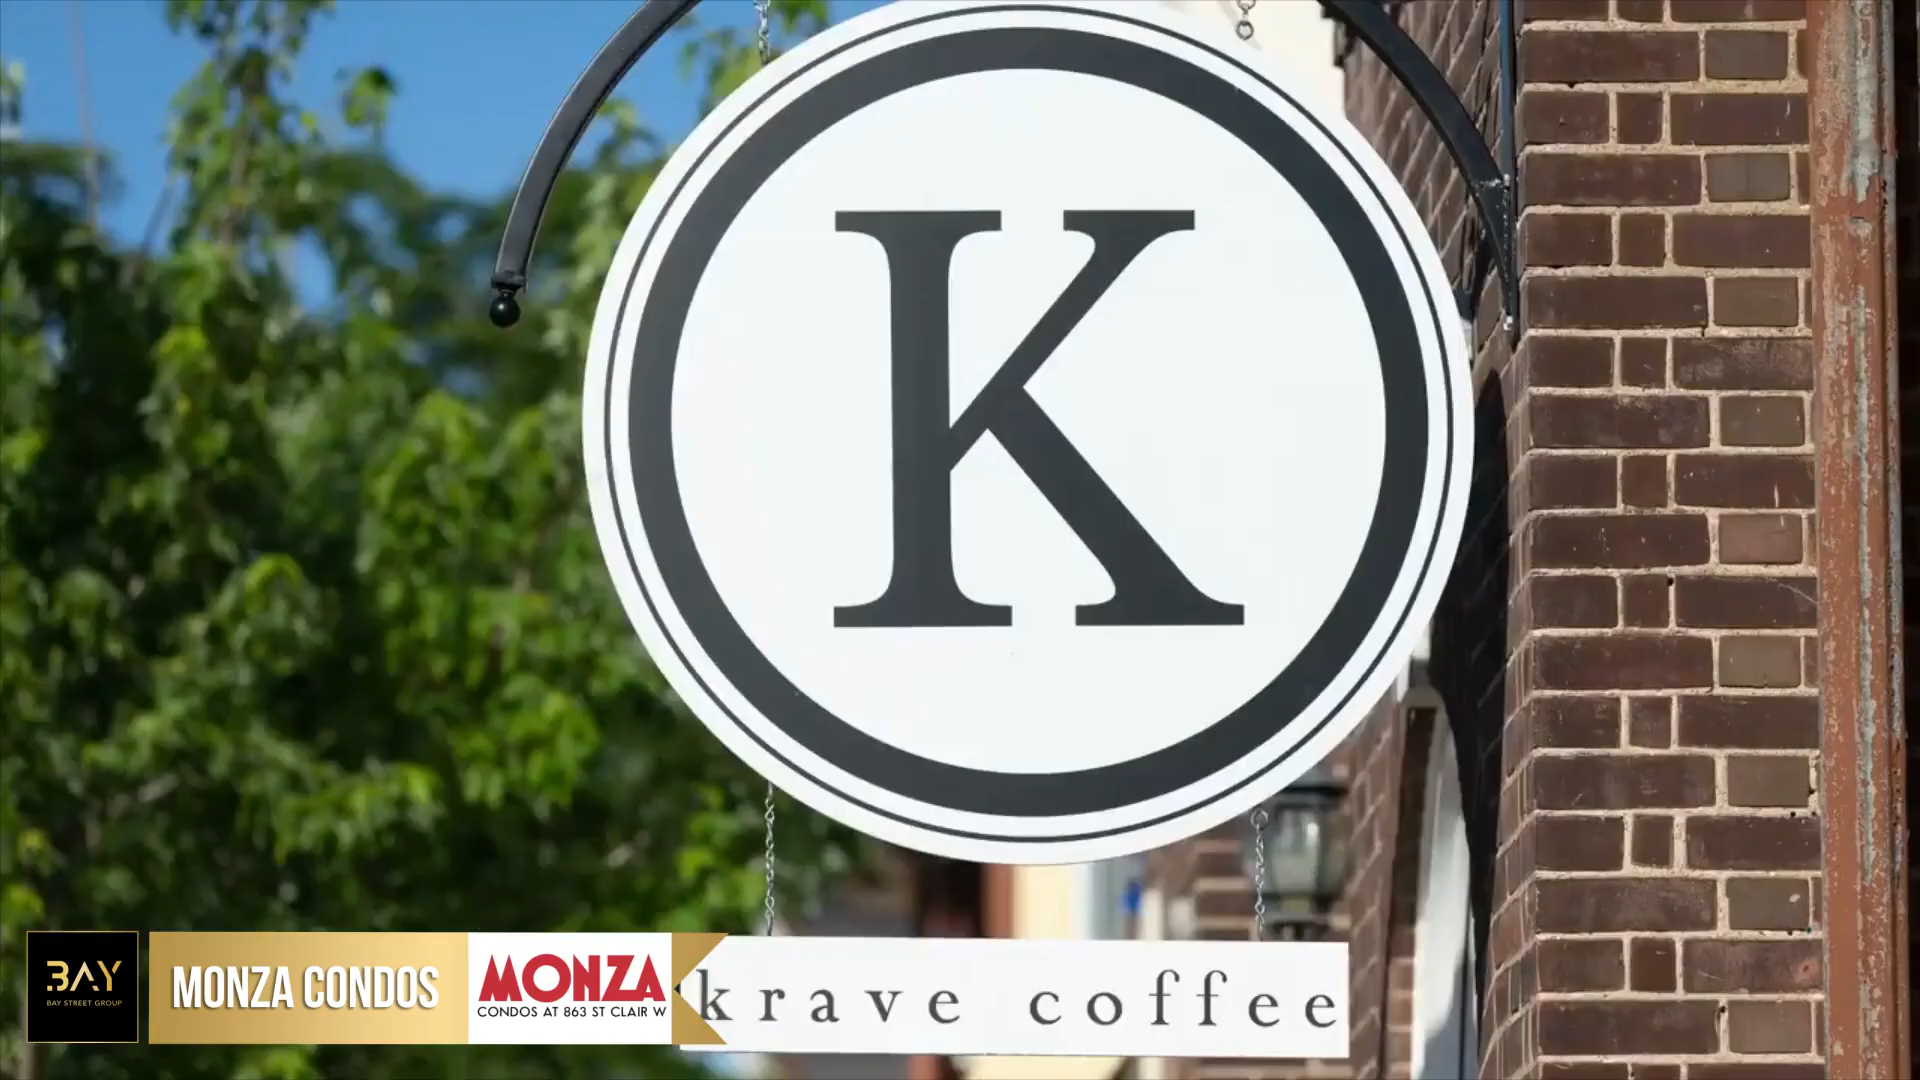 K
BAY
BAY STREET GROUP
MONZA CONDOS
MONZA
CONDOS AT 863 ST CLAIR W
krave coffee